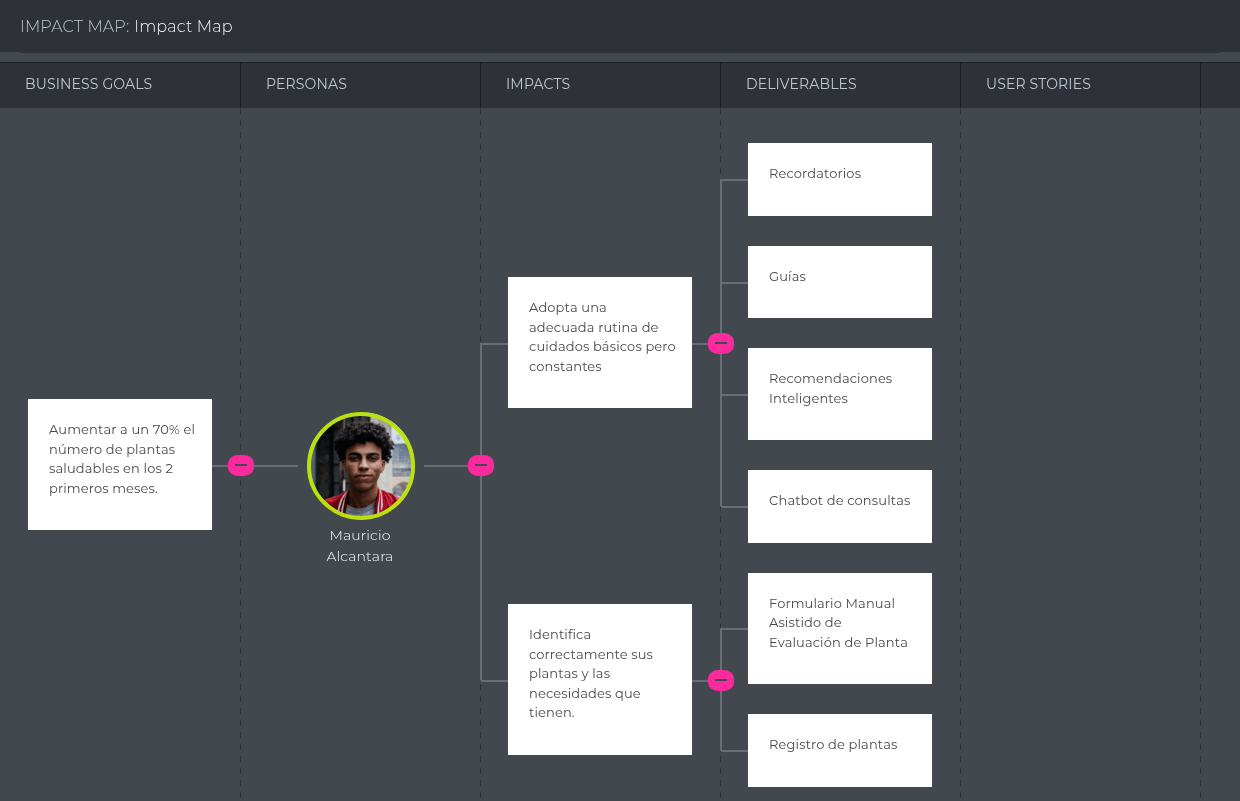 IMPACT MAP: Impact Map
BUSINESS GOALS
PERSONAS
IMPACTS
DELIVERABLES
USER STORIES
Aumentar a un 70% el
número de plantas
saludables en los 2
primeros meses.
Mauricio
Alcantara
Adopta una
adecuada rutina de
cuidados básicos pero
constantes
Recordatorios
Guías
Recomendaciones
Inteligentes
Chatbot de consultas
Identifica
correctamente sus
plantas y las
necesidades que
tienen.
Formulario Manual
Asistido de
Evaluación de Planta
Registro de plantas